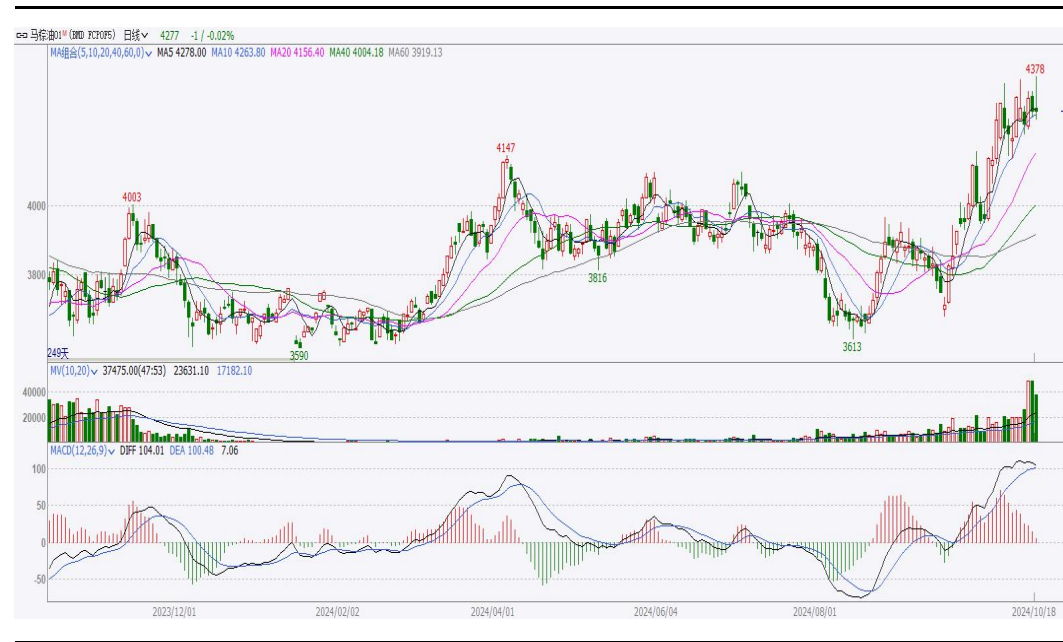 马棕油01M (BMD FCPOF5) 日线 4277 -1 / -0.02%
MA组合(5,10,20,40,60,0) MA5 4278.00 MA10 4263.80 MA20 4156.40 MA40 4004.18 MA60 3919.13
4378
4147
4003
4000
3816
3800
3613
3590
249天
MV(10,20) 37475.00(47:53) 23631.10 17182.10
40000
20000
MACD(12,26,9) DIFF 104.01 DEA 100.48 7.06
100
50
0
-50
2023/12/01 2024/02/02 2024/04/01 2024/06/04 2024/08/01 2024/10/18